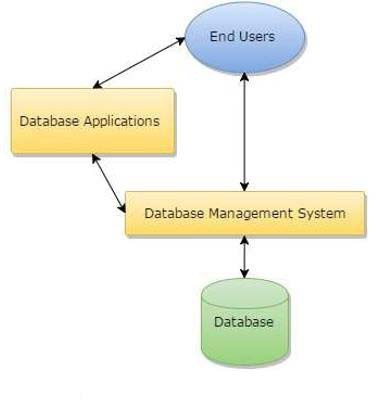 End Users
Database Applications
Database Management System
Database